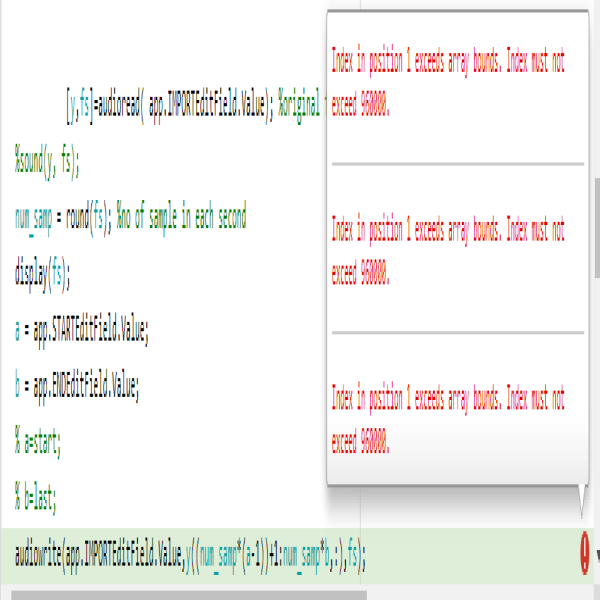 [y,fs]=audioread( app.IMPORTEditField.Value); %original
%sound(y, fs);
num_samp = round(fs); %no of sample in each second
display(fs);
a = app.STARTEditField.Value;
b = app.ENDEditField.Value;
% a=start;
% b=last;
audiowrite(app.IMPORTEditField.Value,y((num_samp*(a-1))+1:num_samp*b,:),fs);
Index in position 1 exceeds array bounds. Index must not
exceed 960000.
Index in position 1 exceeds array bounds. Index must not
exceed 960000.
Index in position 1 exceeds array bounds. Index must not
exceed 960000.